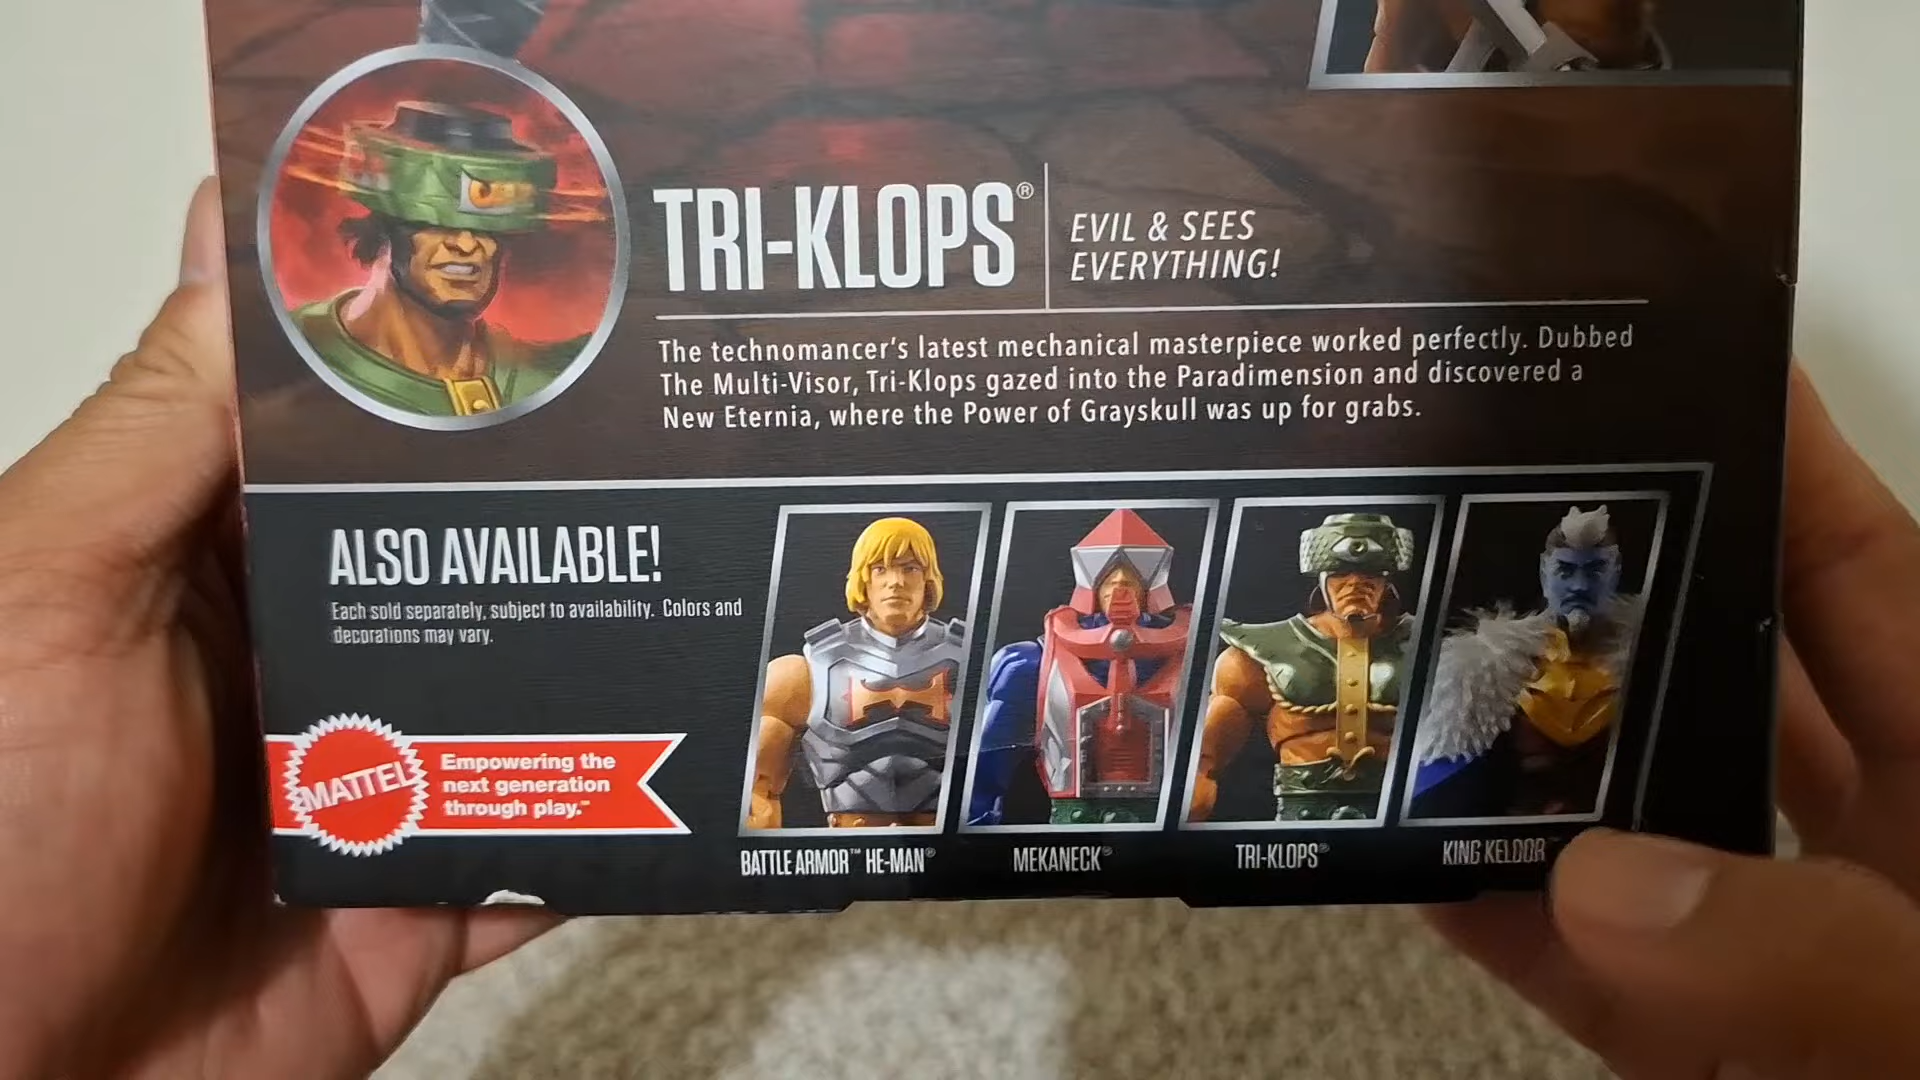 TRI-KLOPS®
EVIL & SEES
EVERYTHING!
The technomancer's latest mechanical masterpiece worked perfectly. Dubbed
The Multi-Visor, Tri-Klops gazed into the Paradimension and discovered a
New Eternia, where the Power of Grayskull was up for grabs.
ALSO AVAILABLE!
Each sold separately, subject to availability. Colors and
decorations may vary.
MATTEL
Empowering the
next generation
through play.™
BATTLE ARMOR™ HE-MAN®
MEKANECK®
TRI-KLOPS®
KING KELDOR™